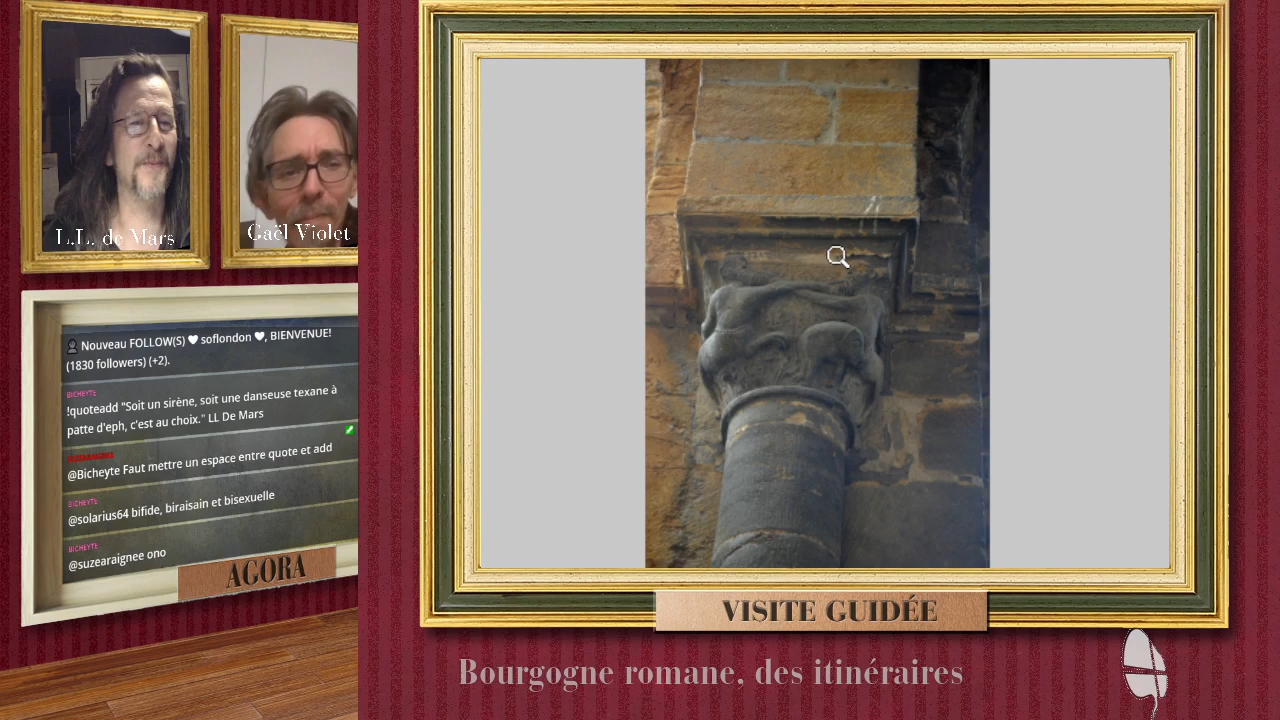 L.L. de Mars
Gaël Violet
Nouveau FOLLOW(S) 🤍 soflondon 🤍, BIENVENUE!
(1830 followers) (+2).
BICHEYTE
!quoteadd "Soit un sirène, soit une danseuse texane à
patte d'eph, c'est au choix." LL De Mars
SUZEARAIGNEE
@Bicheyte Faut mettre un espace entre quote et add
BICHEYTE
@solarius64 bifide, biraisain et bisexuelle
BICHEYTE
@suzearaignee ono
AGORA
VISITE GUIDÉE
Bourgogne romane, des itinéraires